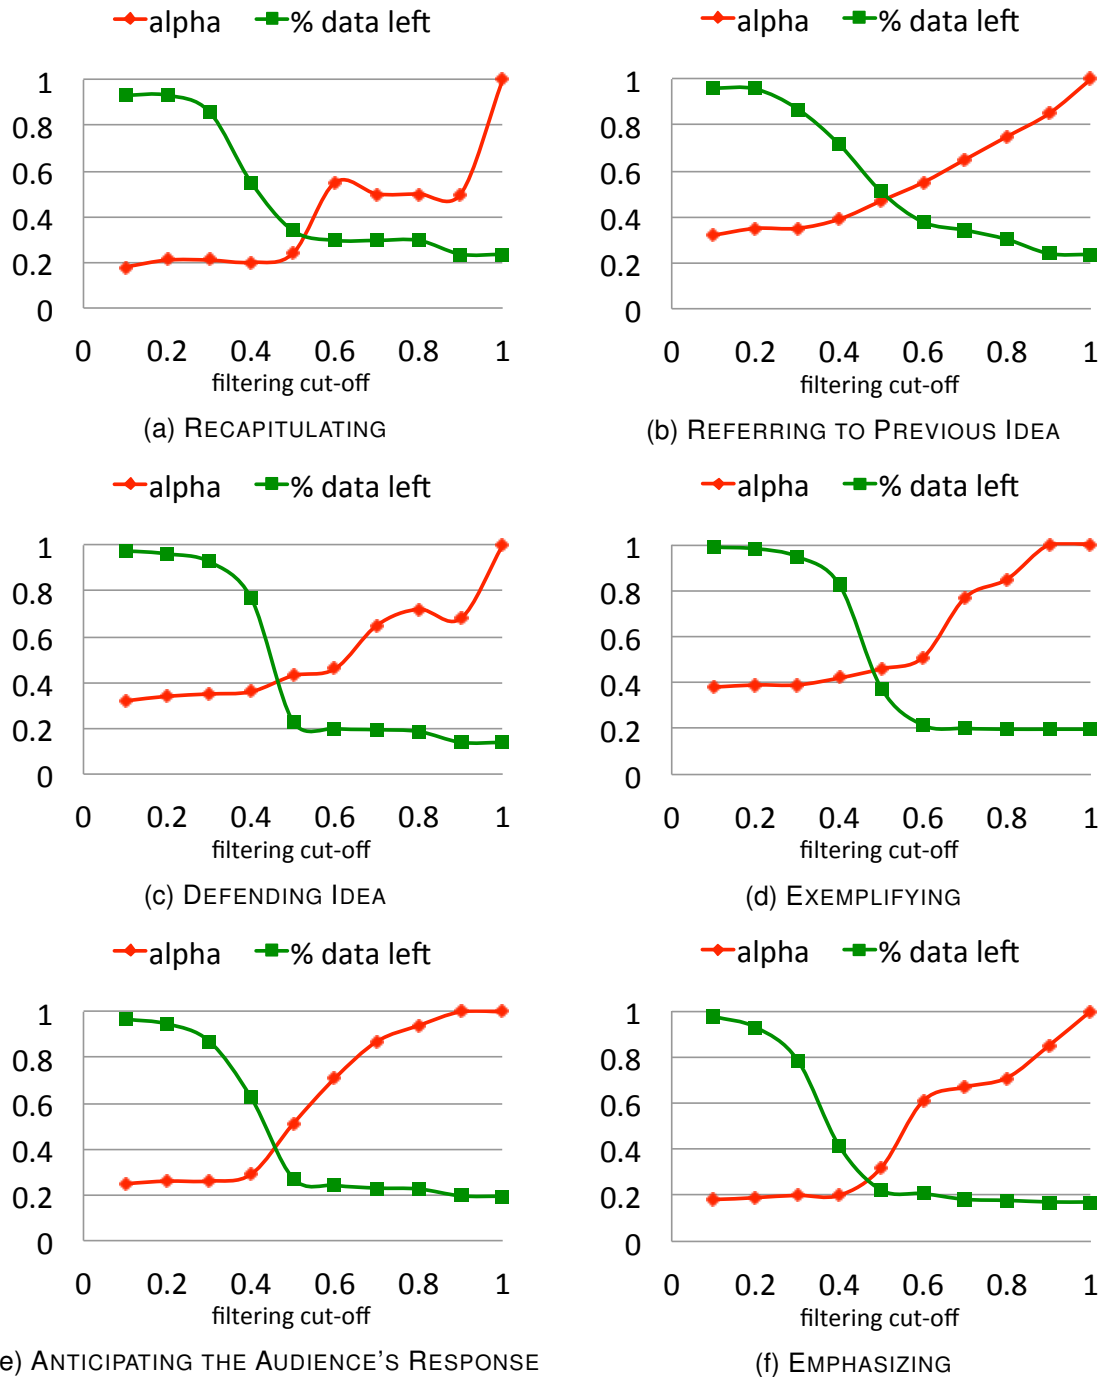 alpha % data left
1
0.8
0.6
0.4
0.2
0
0 0.2 0.4 0.6 0.8 1
filtering cut-off
(a) RECAPITULATING
alpha % data left
1
0.8
0.6
0.4
0.2
0
0 0.2 0.4 0.6 0.8 1
filtering cut-off
(b) REFERRING TO PREVIOUS IDEA
alpha % data left
1
0.8
0.6
0.4
0.2
0
0 0.2 0.4 0.6 0.8 1
filtering cut-off
(c) DEFENDING IDEA
alpha % data left
1
0.8
0.6
0.4
0.2
0
0 0.2 0.4 0.6 0.8 1
filtering cut-off
(d) EXEMPLIFYING
alpha % data left
1
0.8
0.6
0.4
0.2
0
0 0.2 0.4 0.6 0.8 1
filtering cut-off
e) ANTICIPATING THE AUDIENCE'S RESPONSE
alpha % data left
1
0.8
0.6
0.4
0.2
0
0 0.2 0.4 0.6 0.8 1
filtering cut-off
(f) EMPHASIZING